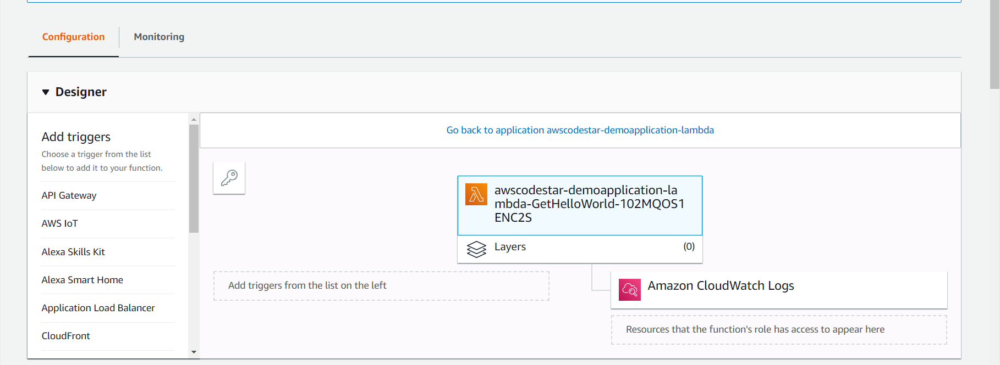 Configuration
Monitoring
Designer
Add triggers
Choose a trigger from the list
below to add it to your function.
API Gateway
AWS IoT
Alexa Skills Kit
Alexa Smart Home
Application Load Balancer
CloudFront
Go back to application awscodestar-demoapplication-lambda
awscodestar-demoapplication-la
mbda-GetHelloWorld-102MQOS1
ENC2S
Layers
(0)
Add triggers from the list on the left
Amazon CloudWatch Logs
Resources that the function's role has access to appear here